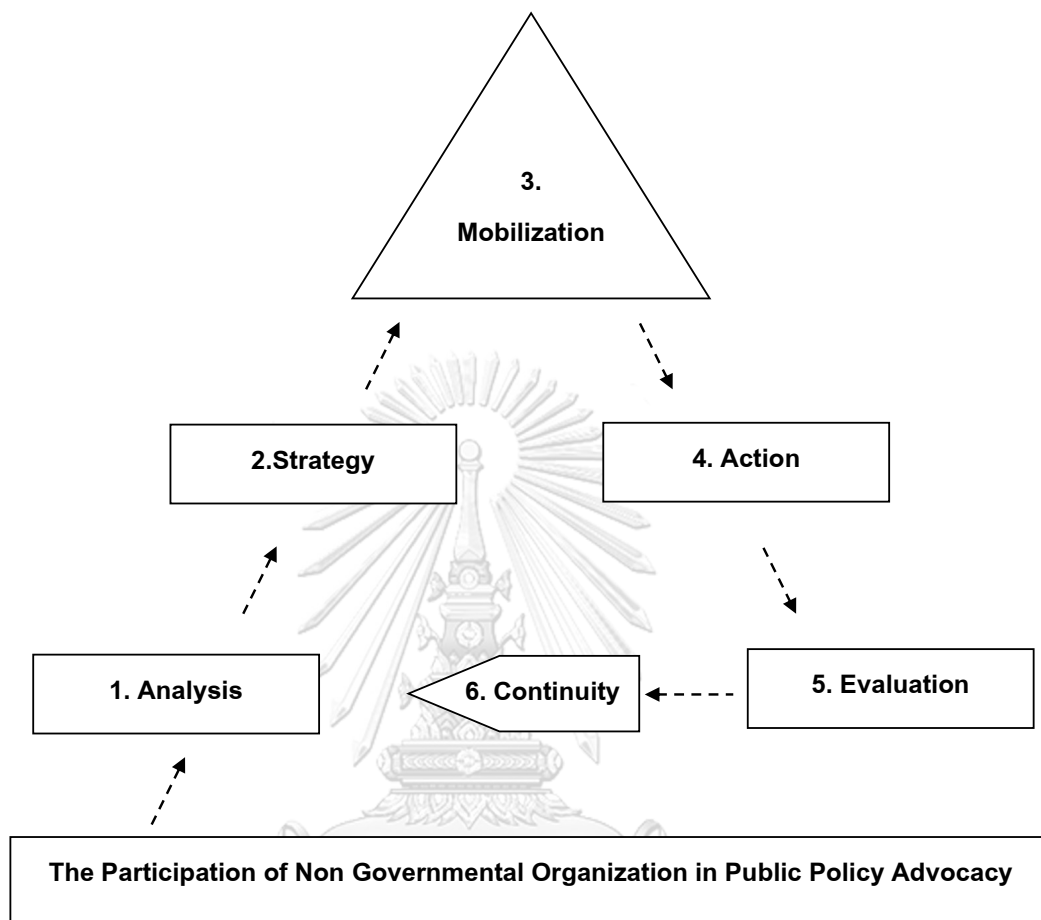 3.
Mobilization
2.Strategy
4. Action
1. Analysis
6. Continuity
5. Evaluation
The Participation of Non Governmental Organization in Public Policy Advocacy